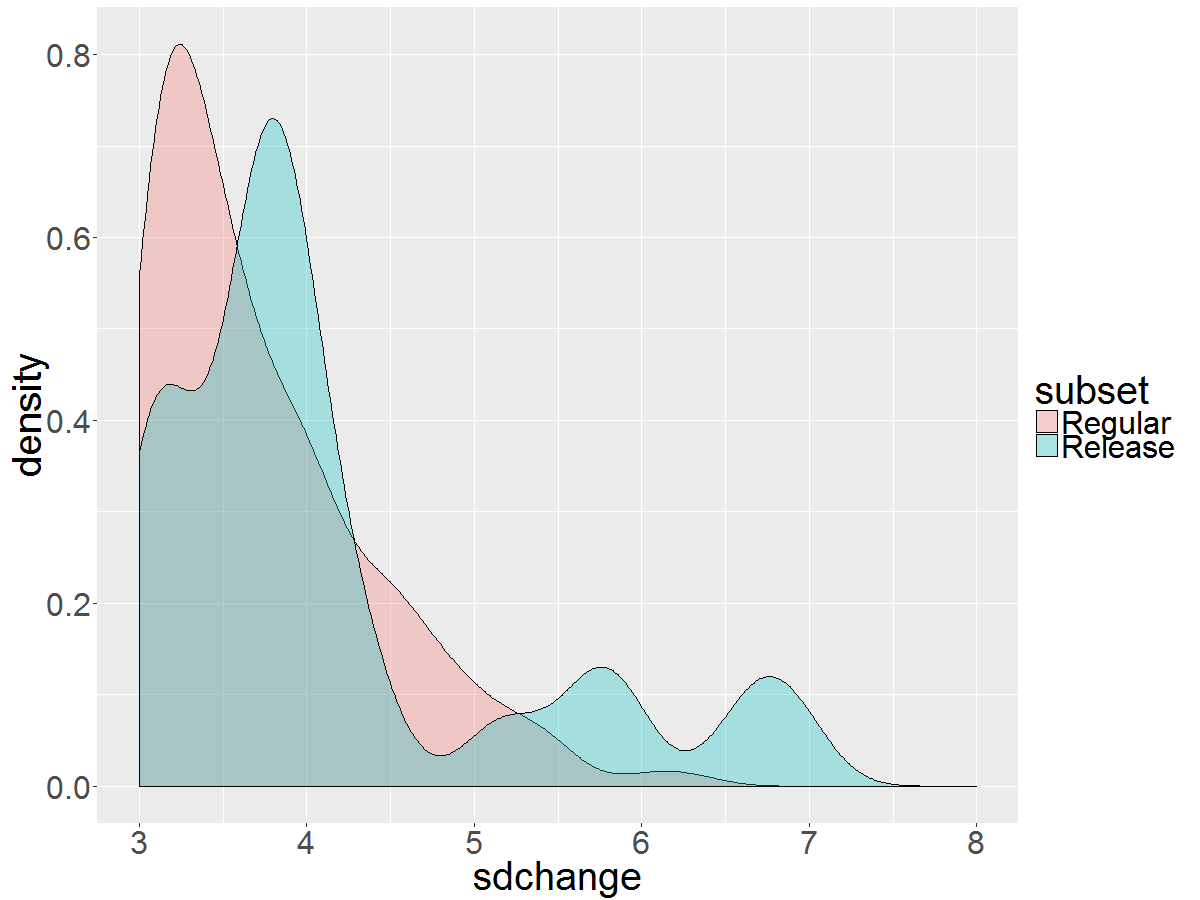 0.8
0.6
0.4
0.2
0.0
density
3 4 5 6 7 8
sdchange
subset
Regular
Release